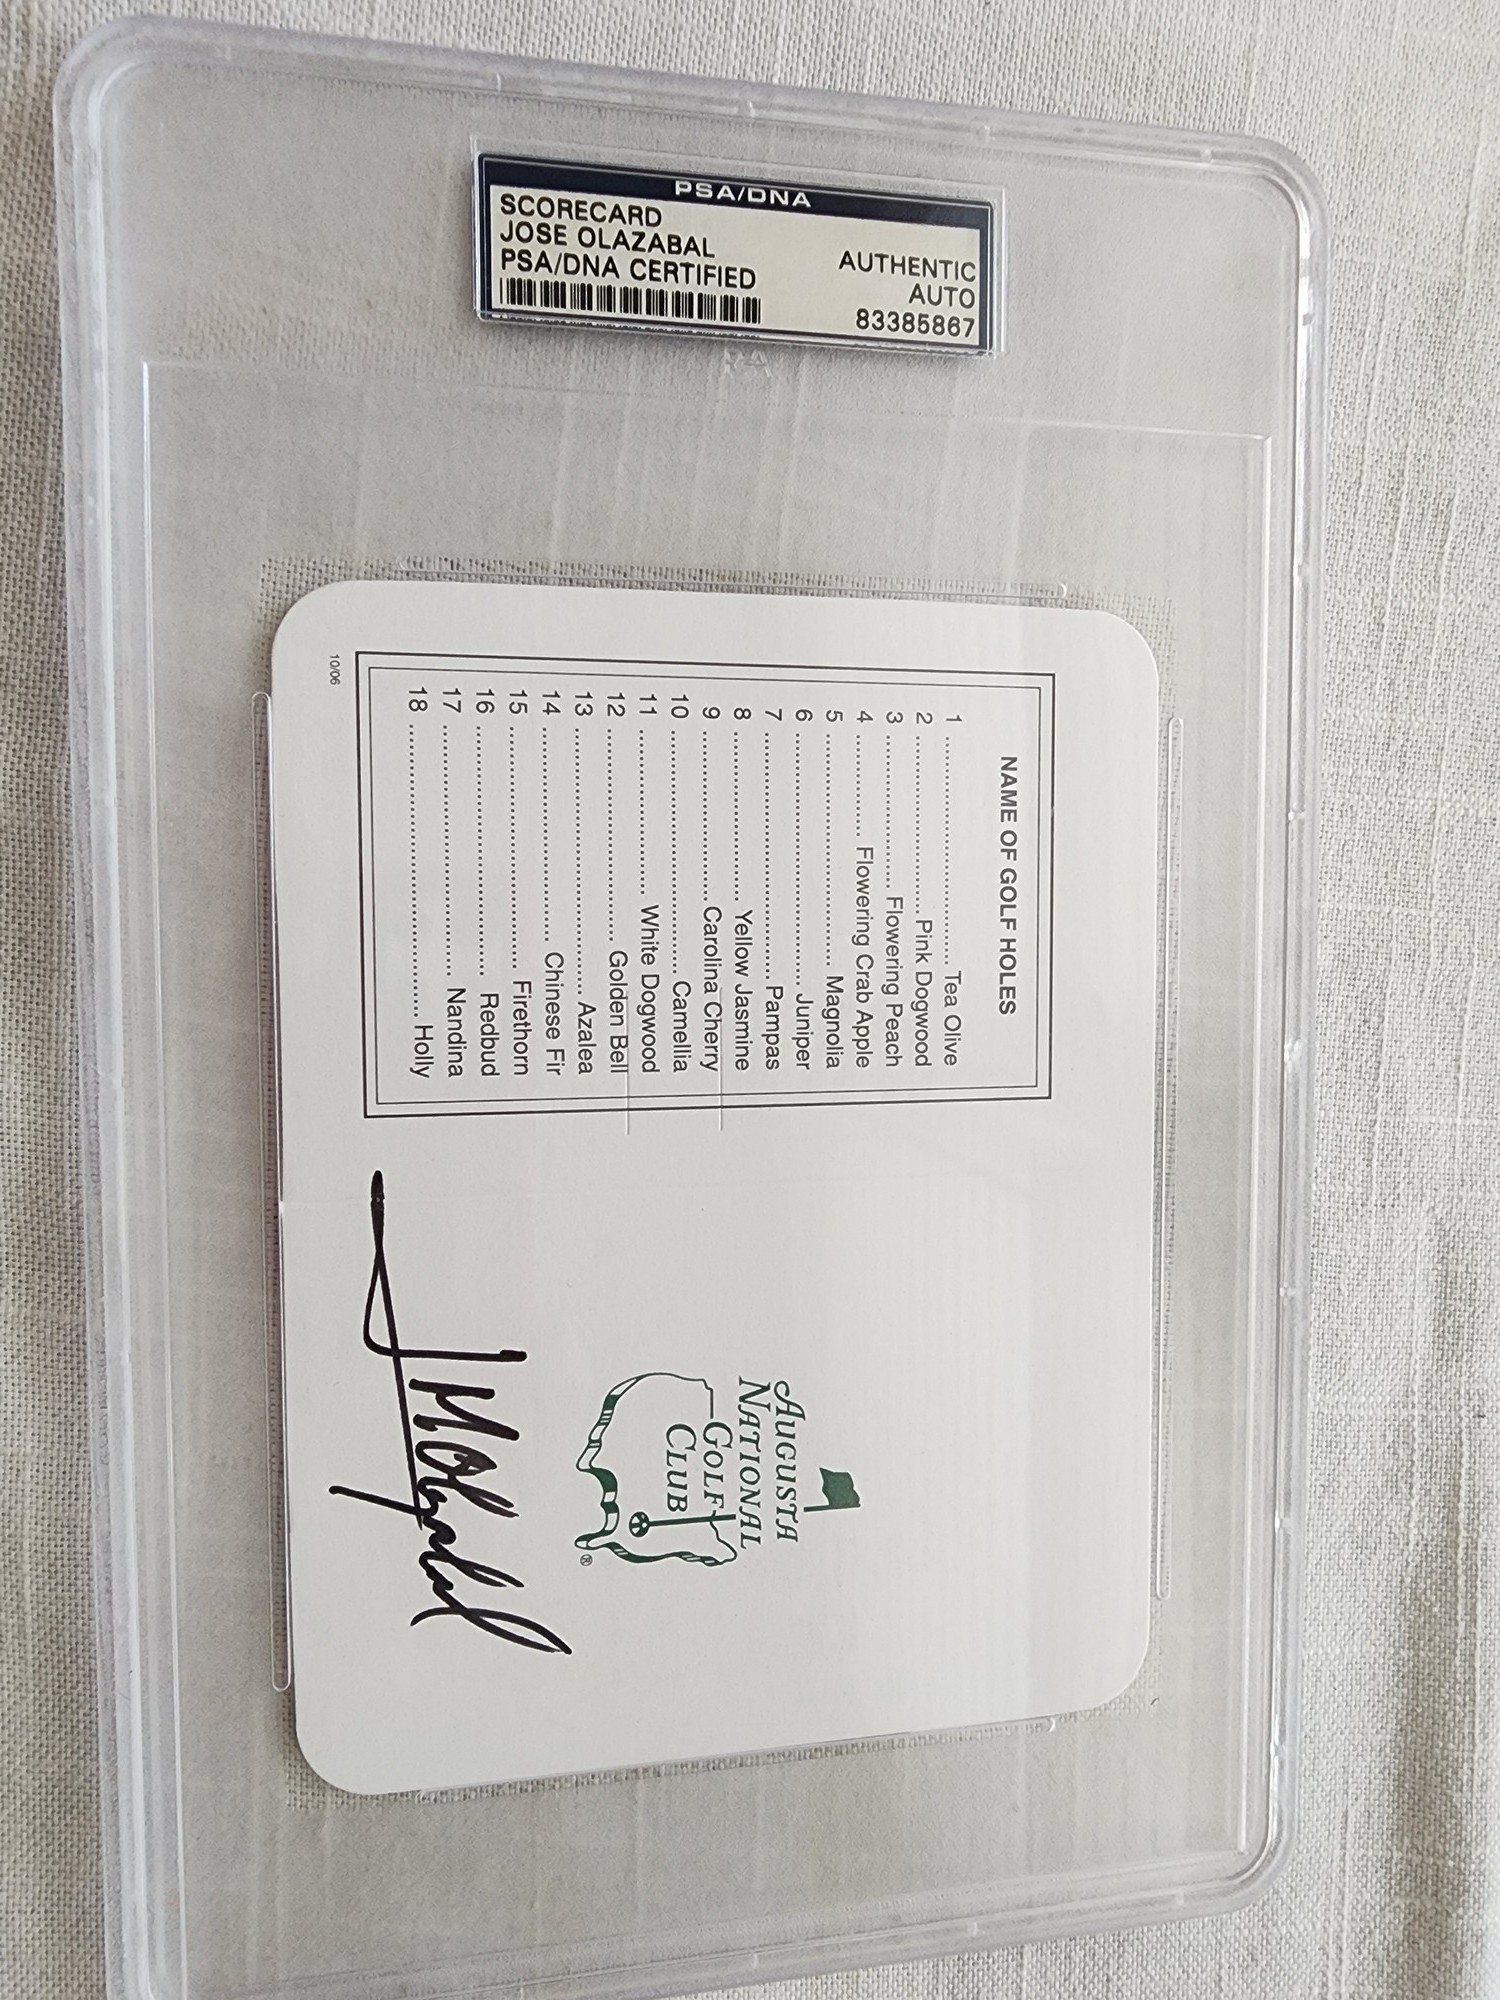 PSA/DNA
SCORECARD
JOSE OLAZABAL
PSA/DNA CERTIFIED
AUTHENTIC
AUTO
83385867
NAME OF GOLF HOLES
1 .................................. Tea Olive
2 .......................... Pink Dogwood
3 ....................... Flowering Peach
4 ............... Flowering Crab Apple
5 .................................. Magnolia
6 ..................................... Juniper
7 .................................... Pampas
8 ......................... Yellow Jasmine
9 ......................... Carolina Cherry
10 .................................. Camellia
11 ........................ White Dogwood
12 ............................... Golden Bell
13 ..................................... Azalea
14 ............................... Chinese Fir
15 ................................... Firethorn
16 .................................... Redbud
17 .................................... Nandina
18 .......................................... Holly
10/06
AUGUSTA
NATIONAL
GOLF
CLUB
®
JM Olazabal